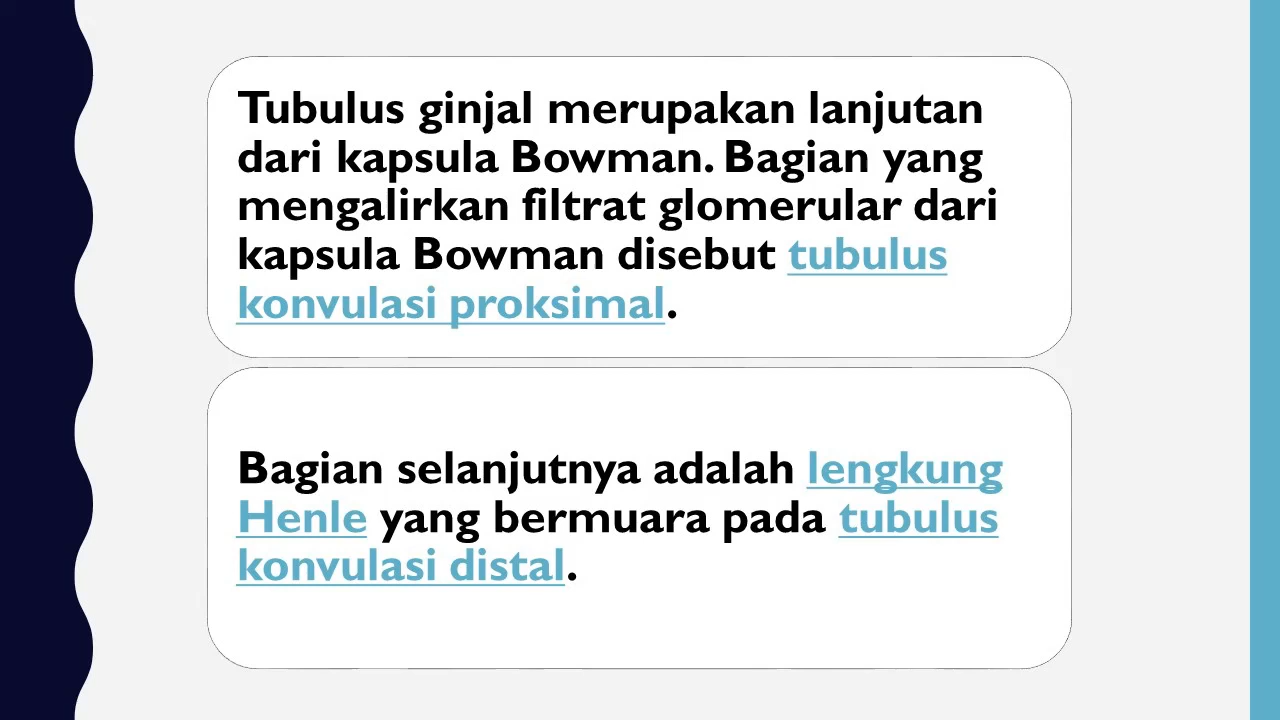 Tubulus ginjal merupakan lanjutan
dari kapsula Bowman. Bagian yang
mengalirkan filtrat glomerular dari
kapsula Bowman disebut tubulus
konvulasi proksimal.
Bagian selanjutnya adalah lengkung
Henle yang bermuara pada tubulus
konvulasi distal.